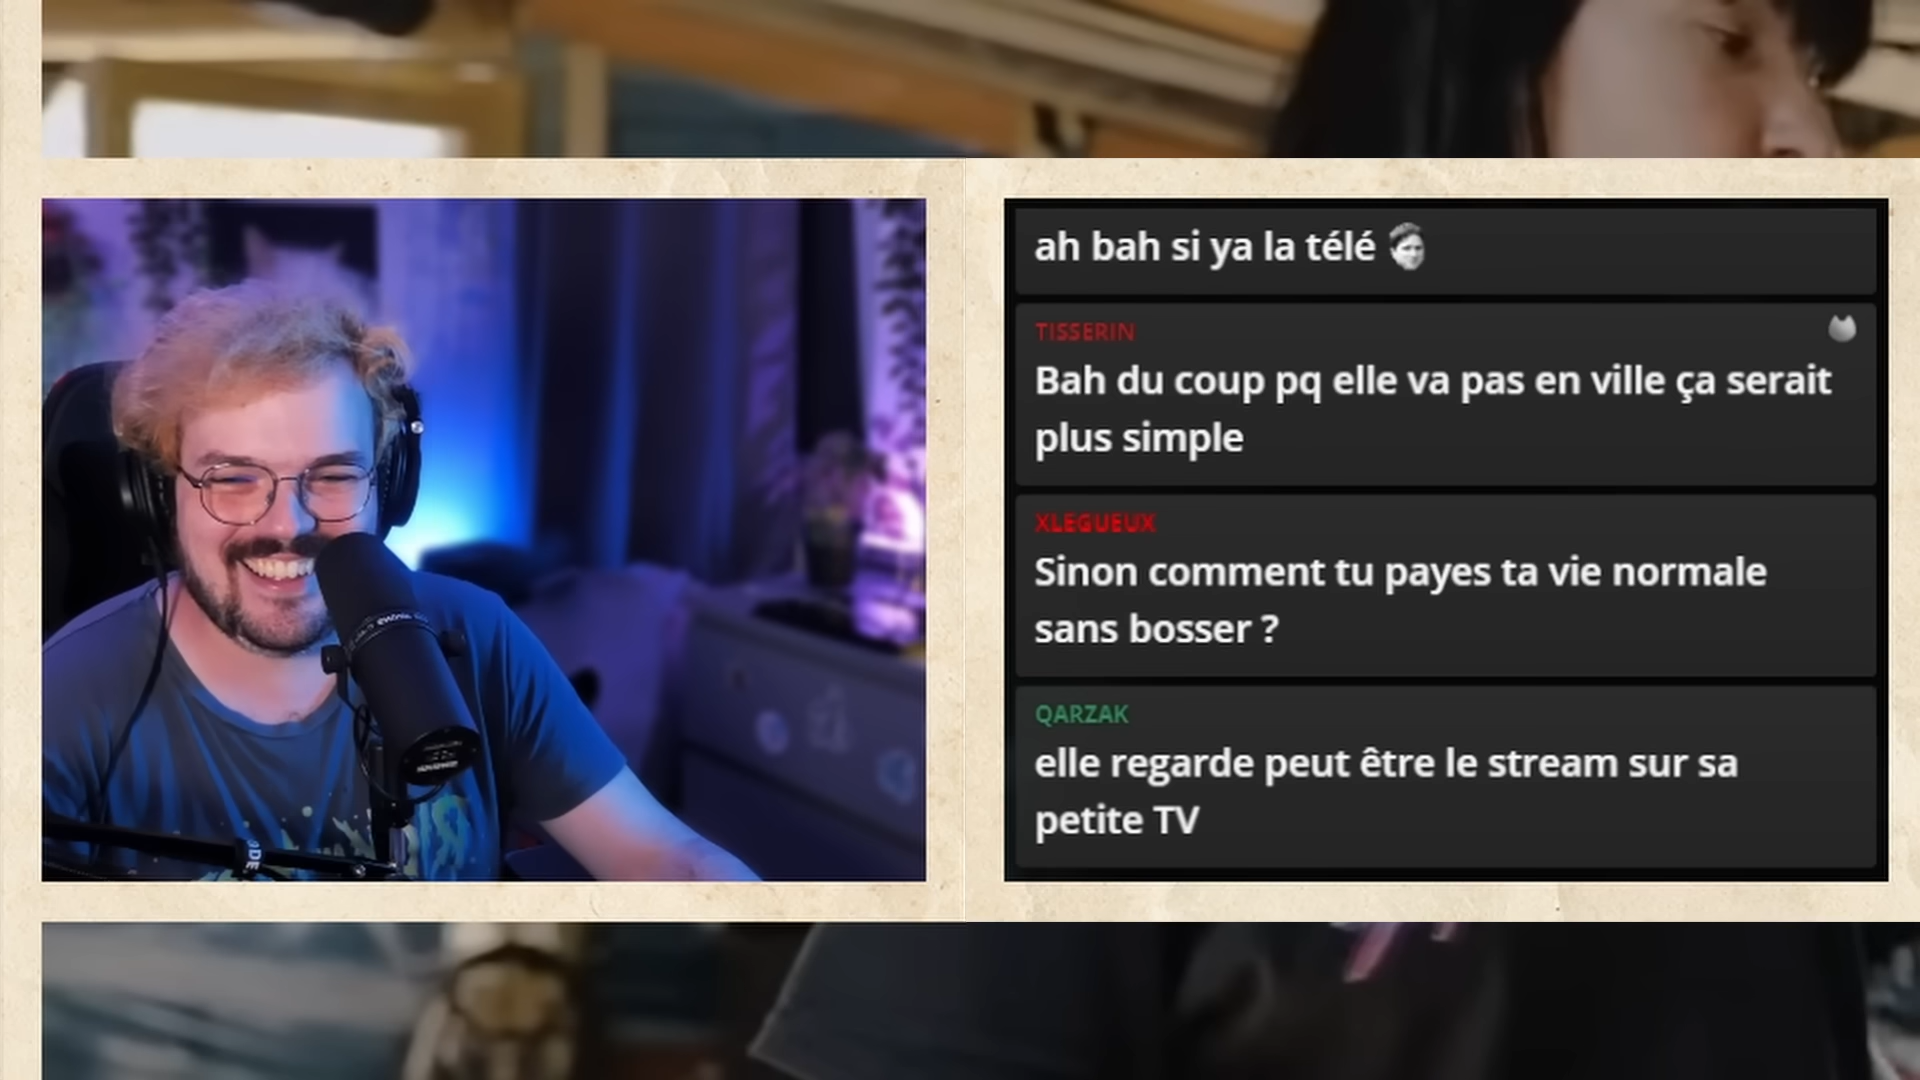 ah bah si ya la télé
TISSERIN
Bah du coup pq elle va pas en ville ça serait
plus simple
XLEGUEUX
Sinon comment tu payes ta vie normale
sans bosser ?
QARZAK
elle regarde peut être le stream sur sa
petite TV